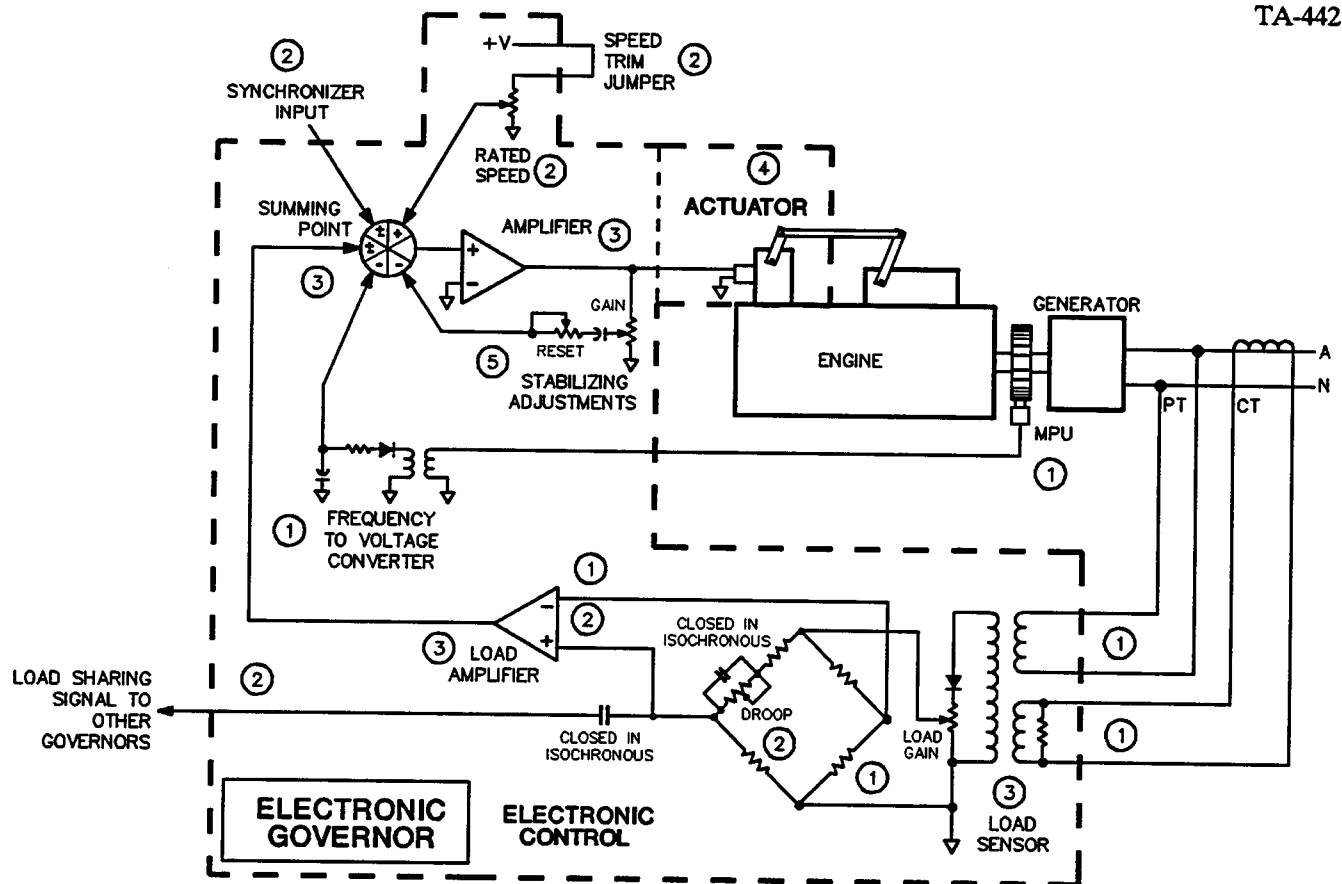 TA-442
+V
SPEED
TRIM
JUMPER
2
2
SYNCHRONIZER
INPUT
RATED
SPEED
2
4
ACTUATOR
SUMMING
POINT
± + ± - -
3
AMPLIFIER
3
+
-
GAIN
RESET
5
STABILIZING
ADJUSTMENTS
ENGINE
GENERATOR
A
N
PT
CT
MPU
1
1
FREQUENCY
TO VOLTAGE
CONVERTER
1
2
-
+
3
LOAD
AMPLIFIER
CLOSED IN
ISOCHRONOUS
DROOP
2
1
LOAD
GAIN
1
1
3
LOAD
SENSOR
2
LOAD SHARING
SIGNAL TO
OTHER
GOVERNORS
CLOSED IN
ISOCHRONOUS
ELECTRONIC
GOVERNOR
ELECTRONIC
CONTROL